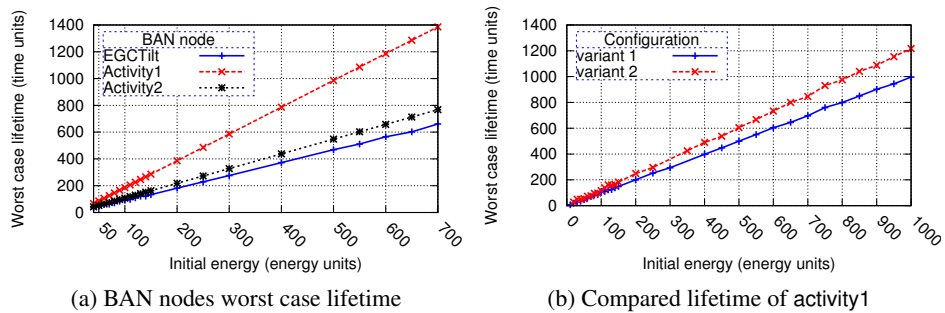 Worst case lifetime (time units)
1400
1200
1000
800
600
400
200
0
BAN node
EGCTilt
Activity1
Activity2
50
100
200
300
400
500
600
700
Initial energy (energy units)
(a) BAN nodes worst case lifetime
Worst case lifetime (time units)
1400
1200
1000
800
600
400
200
0
Configuration
variant 1
variant 2
0
100
200
300
400
500
600
700
800
900
1000
Initial energy (energy units)
(b) Compared lifetime of activity1